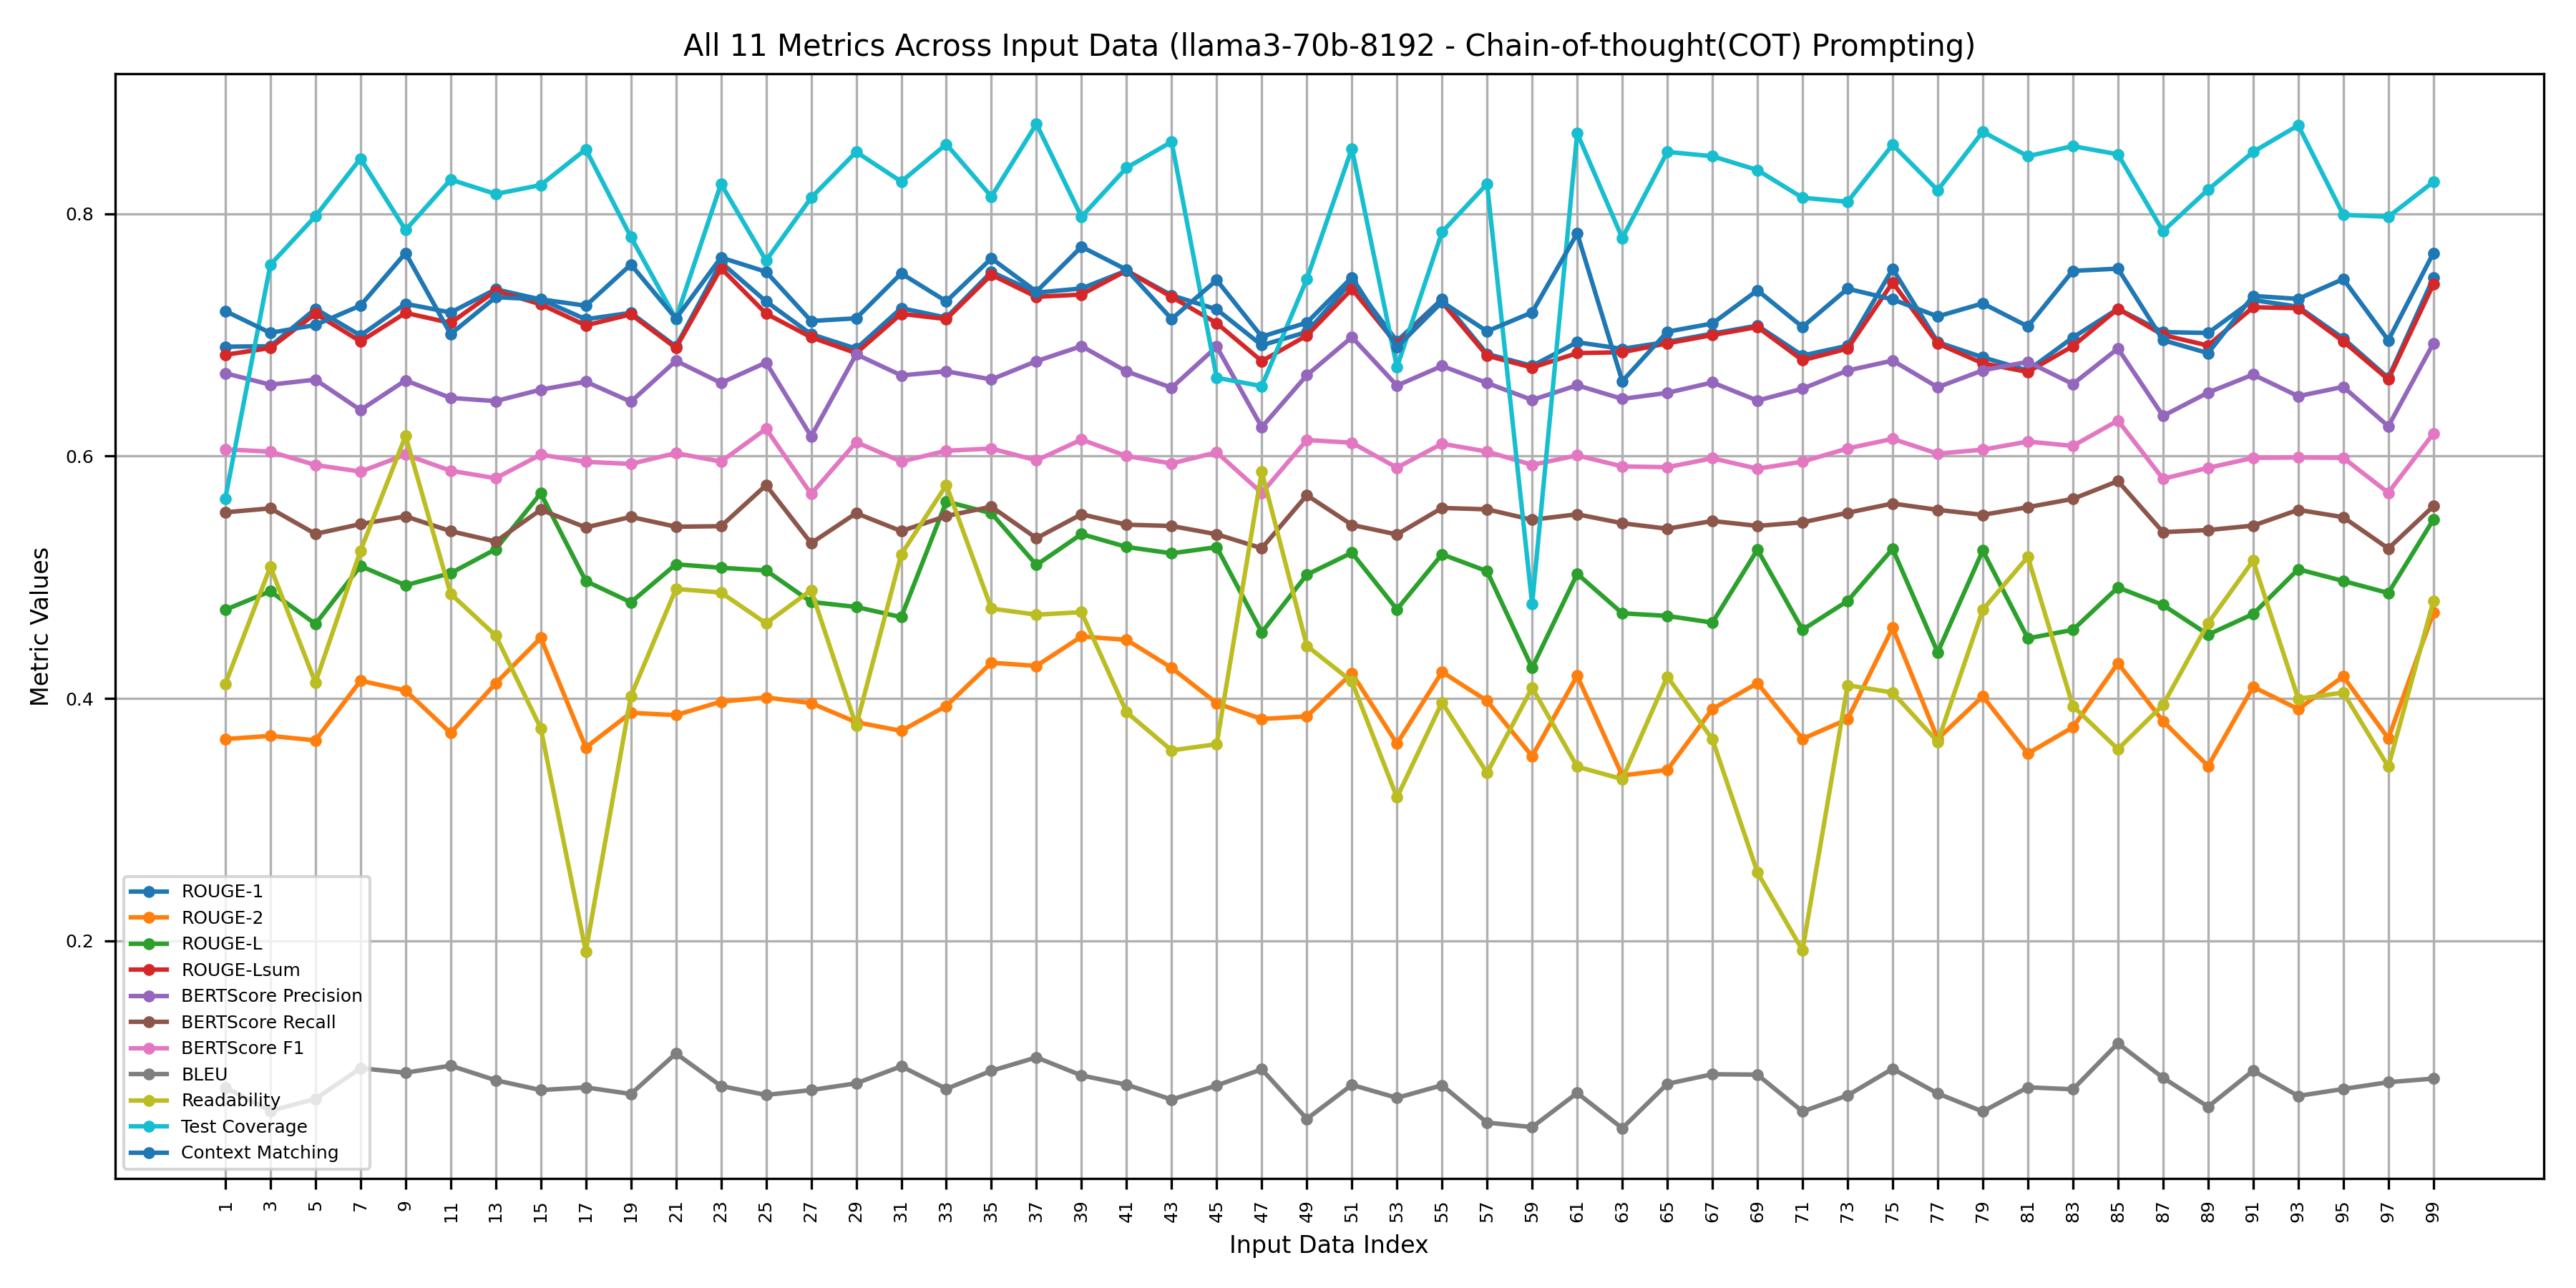 All 11 Metrics Across Input Data (llama3-70b-8192 - Chain-of-thought(COT) Prompting)
Metric Values
0.8
0.6
0.4
0.2
ROUGE-1
ROUGE-2
ROUGE-L
ROUGE-Lsum
BERTScore Precision
BERTScore Recall
BERTScore F1
BLEU
Readability
Test Coverage
Context Matching
1 3 5 7 9 11 13 15 17 19 21 23 25 27 29 31 33 35 37 39 41 43 45 47 49 51 53 55 57 59 61 63 65 67 69 71 73 75 77 79 81 83 85 87 89 91 93 95 97 99
Input Data Index